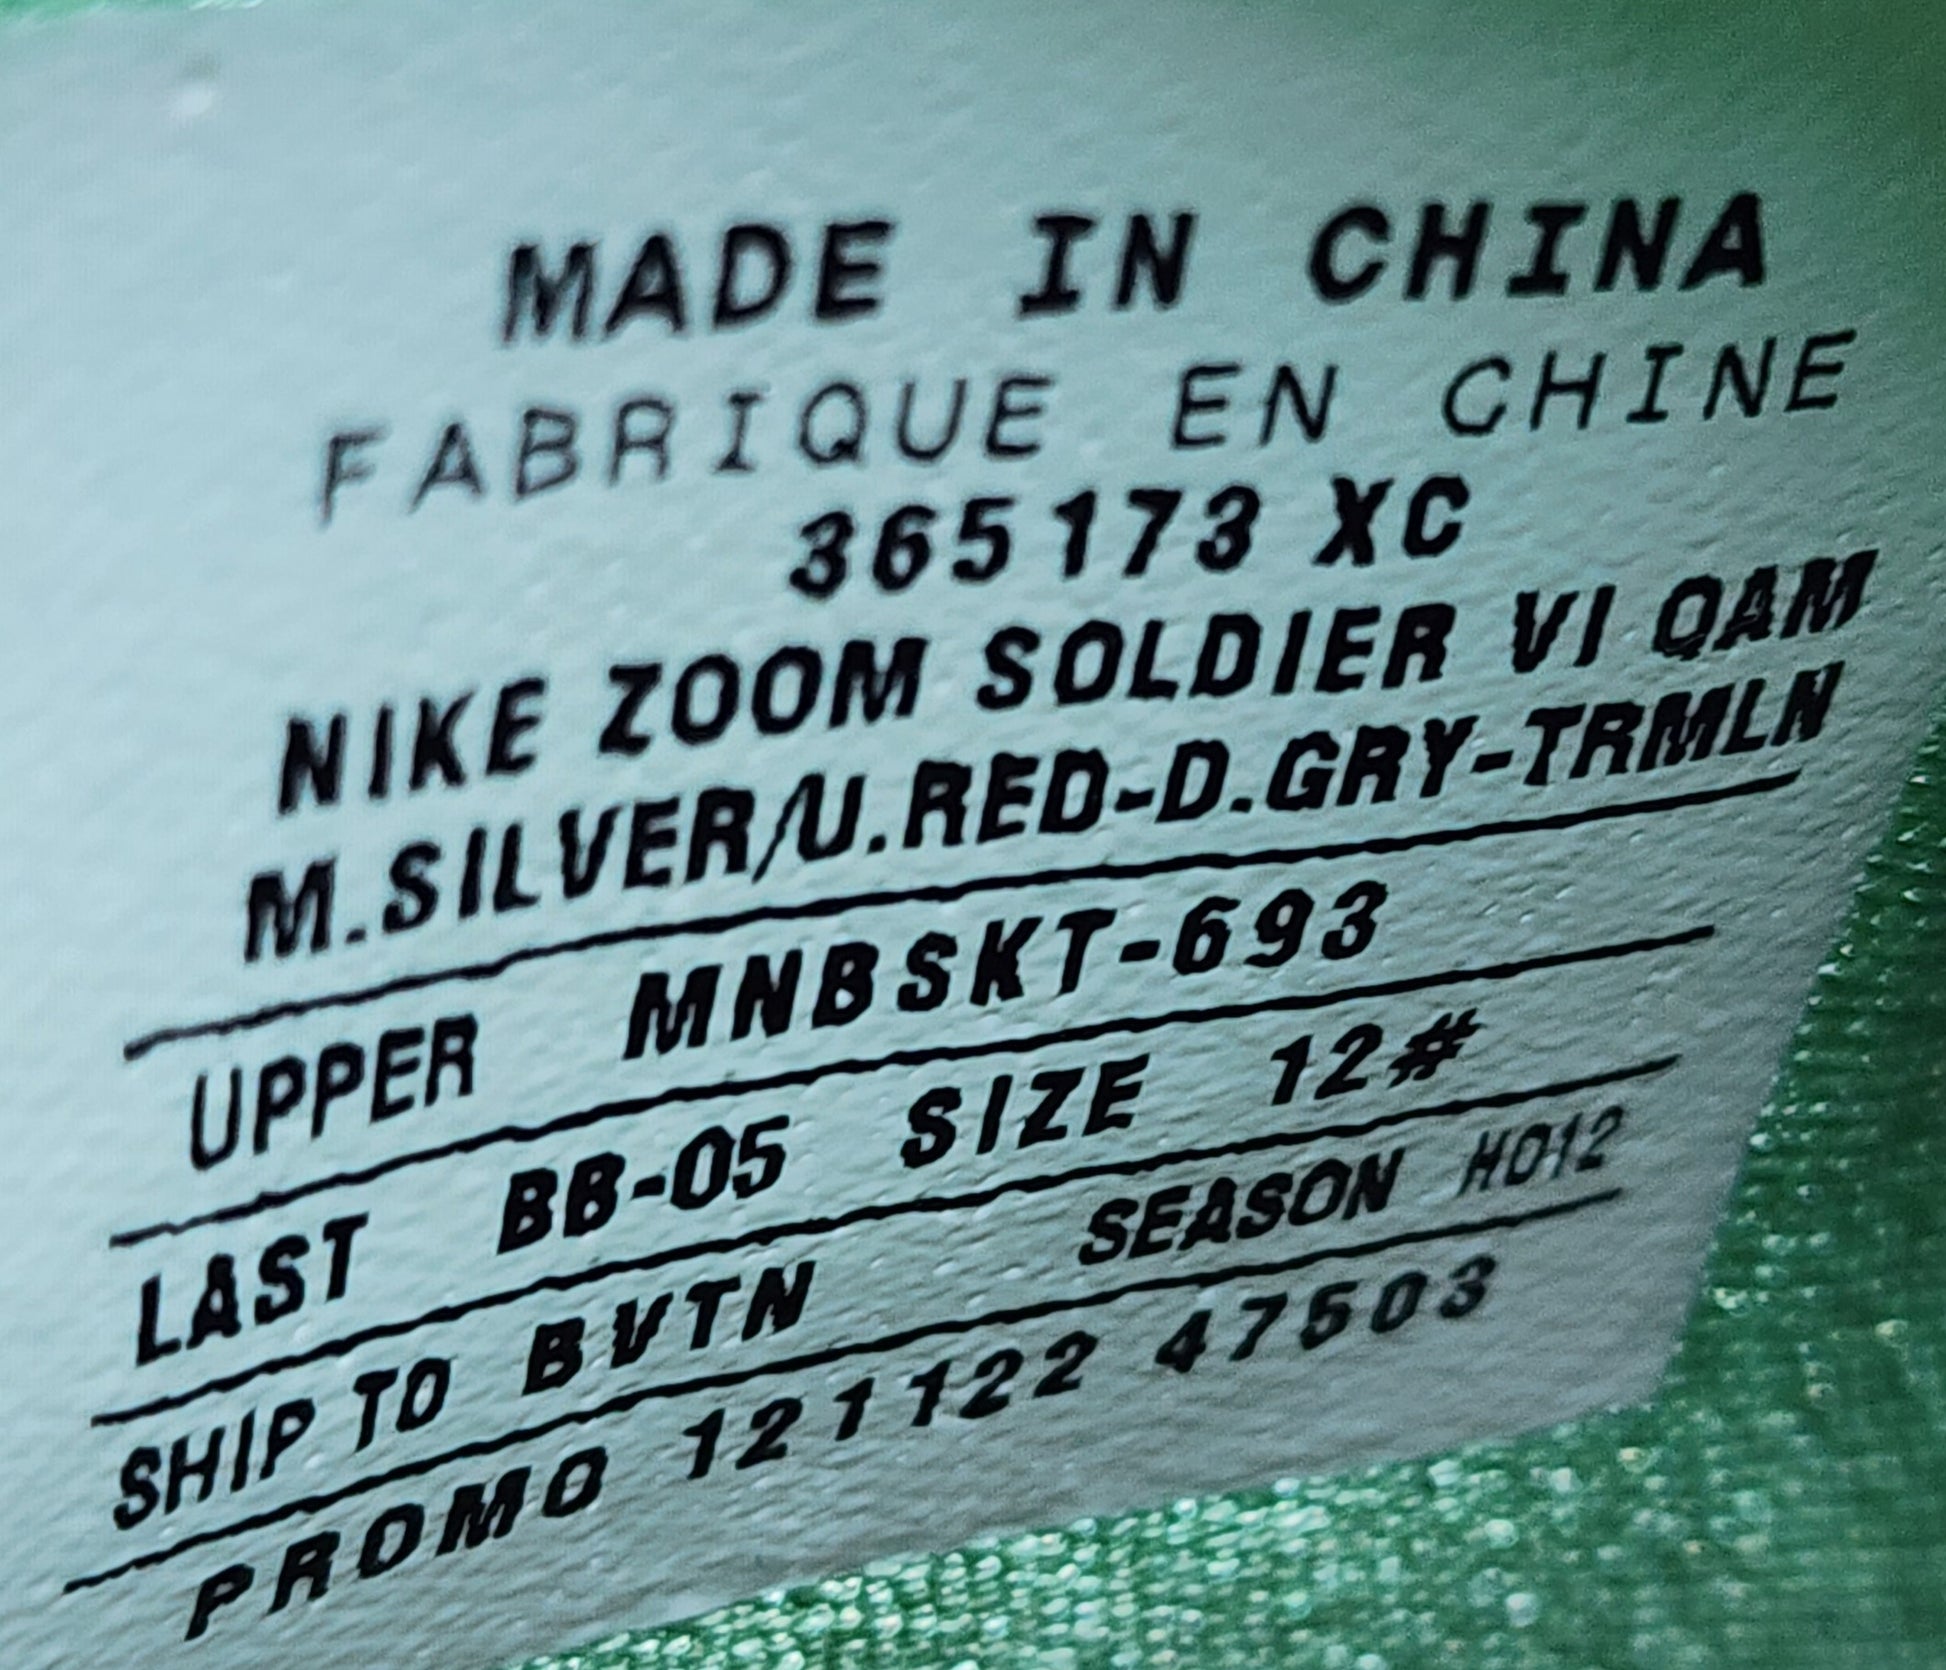 MADE IN CHINA
FABRIQUE EN CHINE
365173 XC
NIKE ZOOM SOLDIER VI QAM
M.SILVER/U.RED-D.GRY-TRMLN
UPPER MNBSKT-693
LAST BB-05 SIZE 12#
SHIP TO BVTN SEASON HO12
PROMO 121122 47503